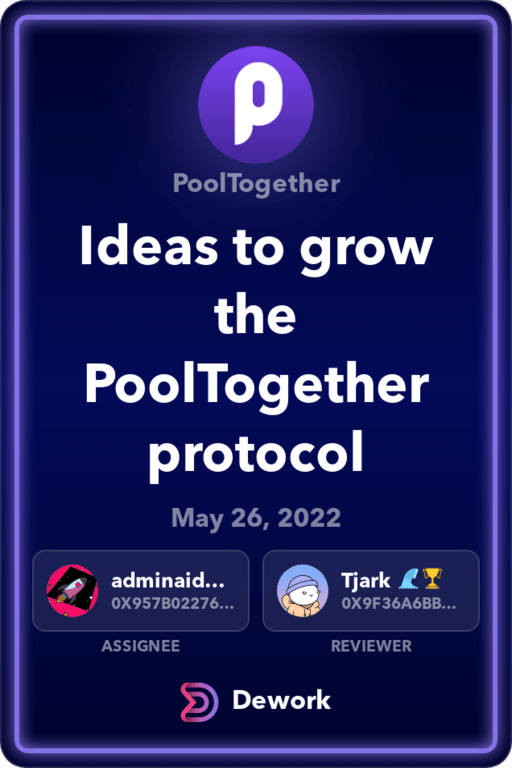 PoolTogether
Ideas to grow
the
PoolTogether
protocol
May 26, 2022
adminaid...
0X957B02276...
ASSIGNEE
Tjark 🌊🏆
0X9F36A6BB...
REVIEWER
Dework